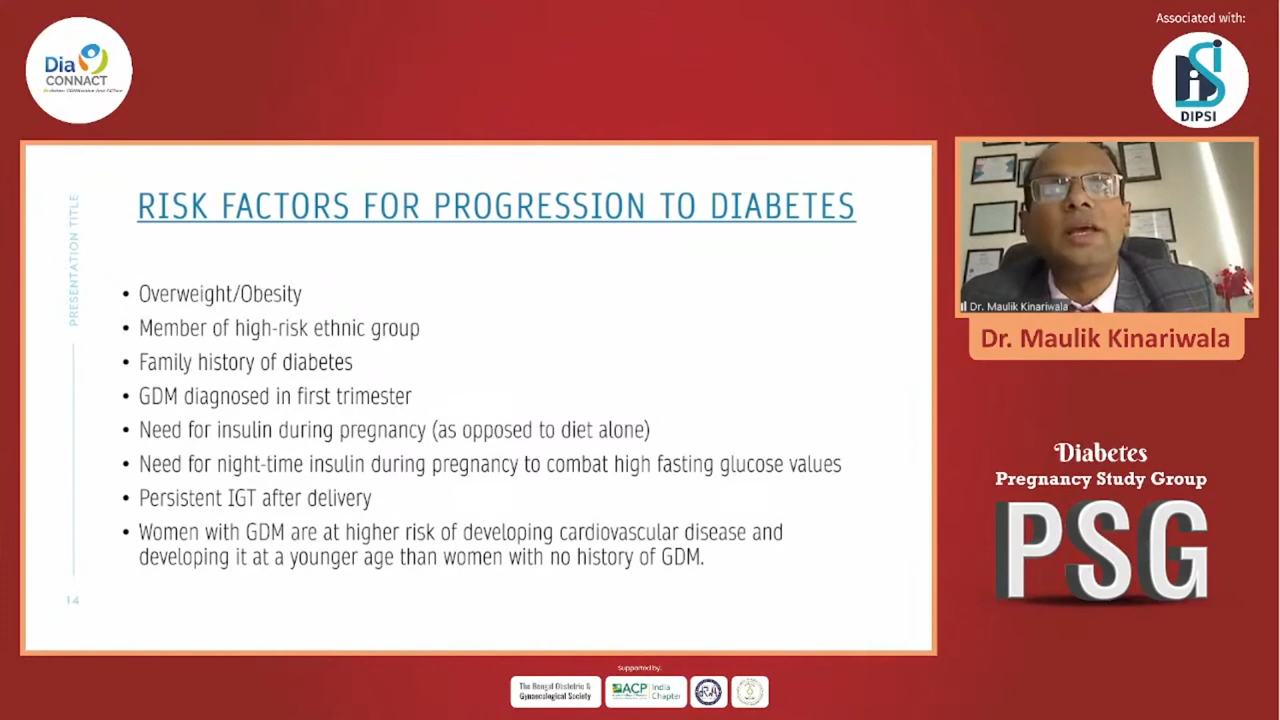 Associated with:
Dia
CONNACT
DIPSI
PRESENTATION TITLE
RISK FACTORS FOR PROGRESSION TO DIABETES
• Overweight/Obesity
• Member of high-risk ethnic group
• Family history of diabetes
• GDM diagnosed in first trimester
• Need for insulin during pregnancy (as opposed to diet alone)
• Need for night-time insulin during pregnancy to combat high fasting glucose values
• Persistent IGT after delivery
• Women with GDM are at higher risk of developing cardiovascular disease and
developing it at a younger age than women with no history of GDM.
14
Dr. Maulik Kinariwala
Dr. Maulik Kinariwala
Diabetes
Pregnancy Study Group
PSG
Supported by:
The Bengal Obstetric &
Gynaecological Society
ACP
India
Chapter